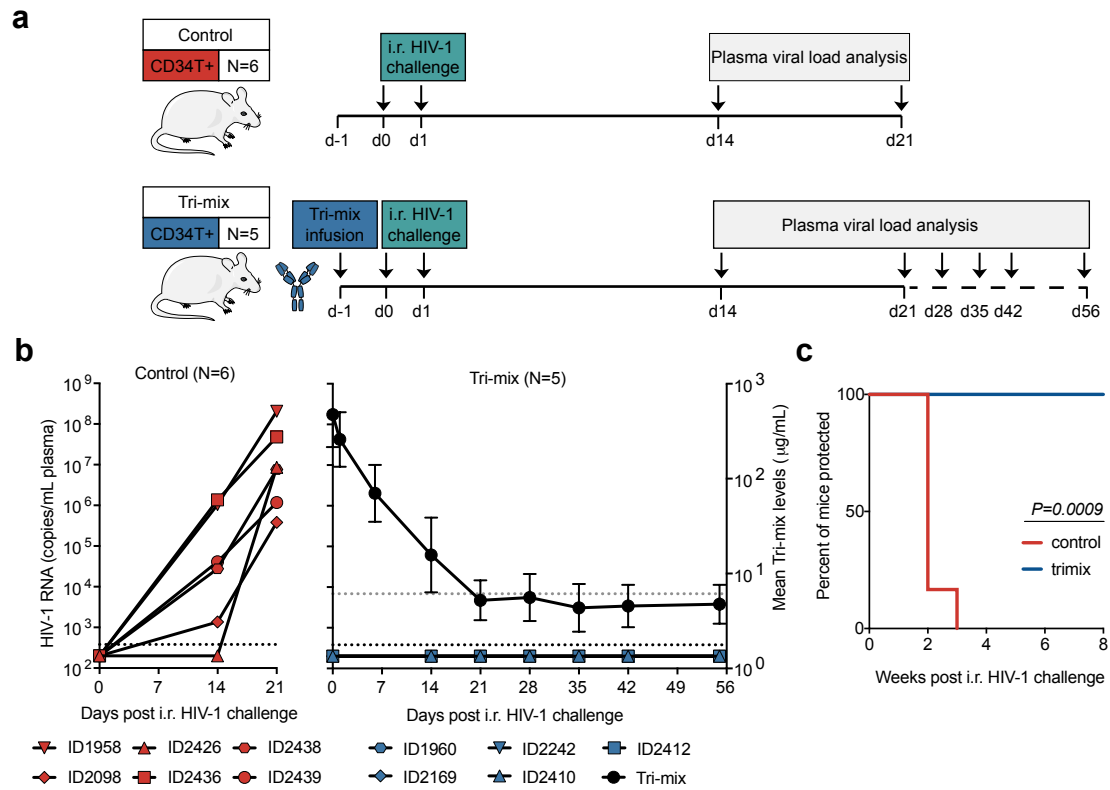 a
Control
CD34T+ N=6
i.r. HIV-1
challenge
Plasma viral load analysis
d-1 d0 d1 d14 d21
Tri-mix
CD34T+ N=5
Tri-mix
infusion
i.r. HIV-1
challenge
Plasma viral load analysis
d-1 d0 d1 d14 d21 d28 d35 d42 d56
b
Control (N=6)
Tri-mix (N=5)
HIV-1 RNA (copies/mL plasma)
10^9
10^8
10^7
10^6
10^5
10^4
10^3
10^2
0 7 14 21
Days post i.r. HIV-1 challenge
0 7 14 21 28 35 42 49 56
Days post i.r. HIV-1 challenge
10^3
10^2
10^1
10^0
Mean Tri-mix levels (µg/mL)
ID1958 ID2426 ID2438 ID1960 ID2242 ID2412
ID2098 ID2436 ID2439 ID2169 ID2410 Tri-mix
c
Percent of mice protected
100
50
0
P=0.0009
control
trimix
0 2 4 6 8
Weeks post i.r. HIV-1 challenge